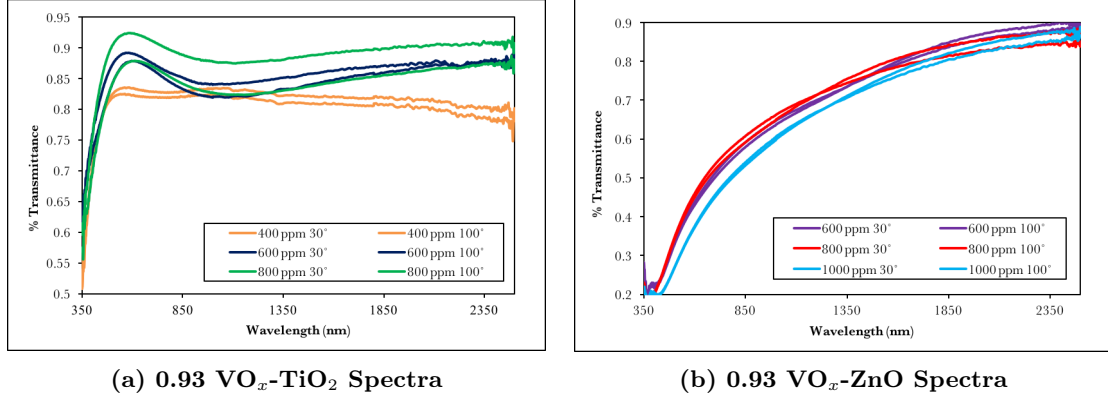 0.95
0.9
0.85
0.8
0.75
0.7
0.65
0.6
0.55
0.5
% Transmittance
400 ppm 30° 400 ppm 100°
600 ppm 30° 600 ppm 100°
800 ppm 30° 800 ppm 100°
350 850 1350 1850 2350
Wavelength (nm)
(a) 0.93 VOₓ-TiO₂ Spectra
0.9
0.8
0.7
0.6
0.5
0.4
0.3
0.2
% Transmittance
600 ppm 30° 600 ppm 100°
800 ppm 30° 800 ppm 100°
1000 ppm 30° 1000 ppm 100°
350 850 1350 1850 2350
Wavelength (nm)
(b) 0.93 VOₓ-ZnO Spectra